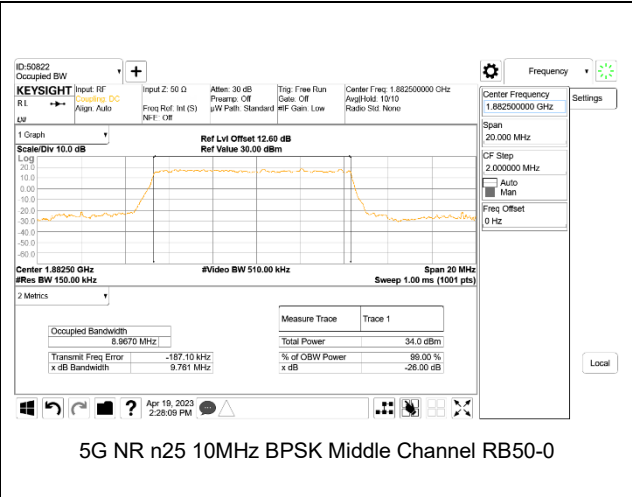 ID:50822
Occupied BW
+
Frequency
KEYSIGHT
R L
Input: RF
Coupling: DC
Align: Auto
Input Z: 50 Ω
Freq Ref: Int (S)
NFE: Off
Atten: 30 dB
Preamp: Off
µW Path: Standard
Trig: Free Run
Gate: Off
#IF Gain: Low
Center Freq: 1.882500000 GHz
Avg|Hold: 10/10
Radio Std: None
Center Frequency
1.882500000 GHz
Settings
Span
20.000 MHz
CF Step
2.000000 MHz
Auto
Man
Freq Offset
0 Hz
1 Graph
Scale/Div 10.0 dB
Ref Lvl Offset 12.60 dB
Ref Value 30.00 dBm
Log
20.0
10.0
0.00
-10.0
-20.0
-30.0
-40.0
-50.0
-60.0
Center 1.88250 GHz
#Video BW 510.00 kHz
Span 20 MHz
#Res BW 150.00 kHz
Sweep 1.00 ms (1001 pts)
2 Metrics
Measure Trace Trace 1
Occupied Bandwidth
8.9670 MHz
Total Power 34.0 dBm
Transmit Freq Error -187.10 kHz
% of OBW Power 99.00 %
x dB Bandwidth 9.761 MHz
x dB -26.00 dB
Local
?
Apr 19, 2023
2:28:09 PM
5G NR n25 10MHz BPSK Middle Channel RB50-0